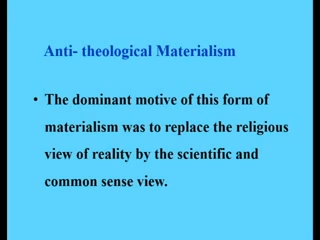 Anti- theological Materialism
• The dominant motive of this form of
materialism was to replace the religious
view of reality by the scientific and
common sense view.